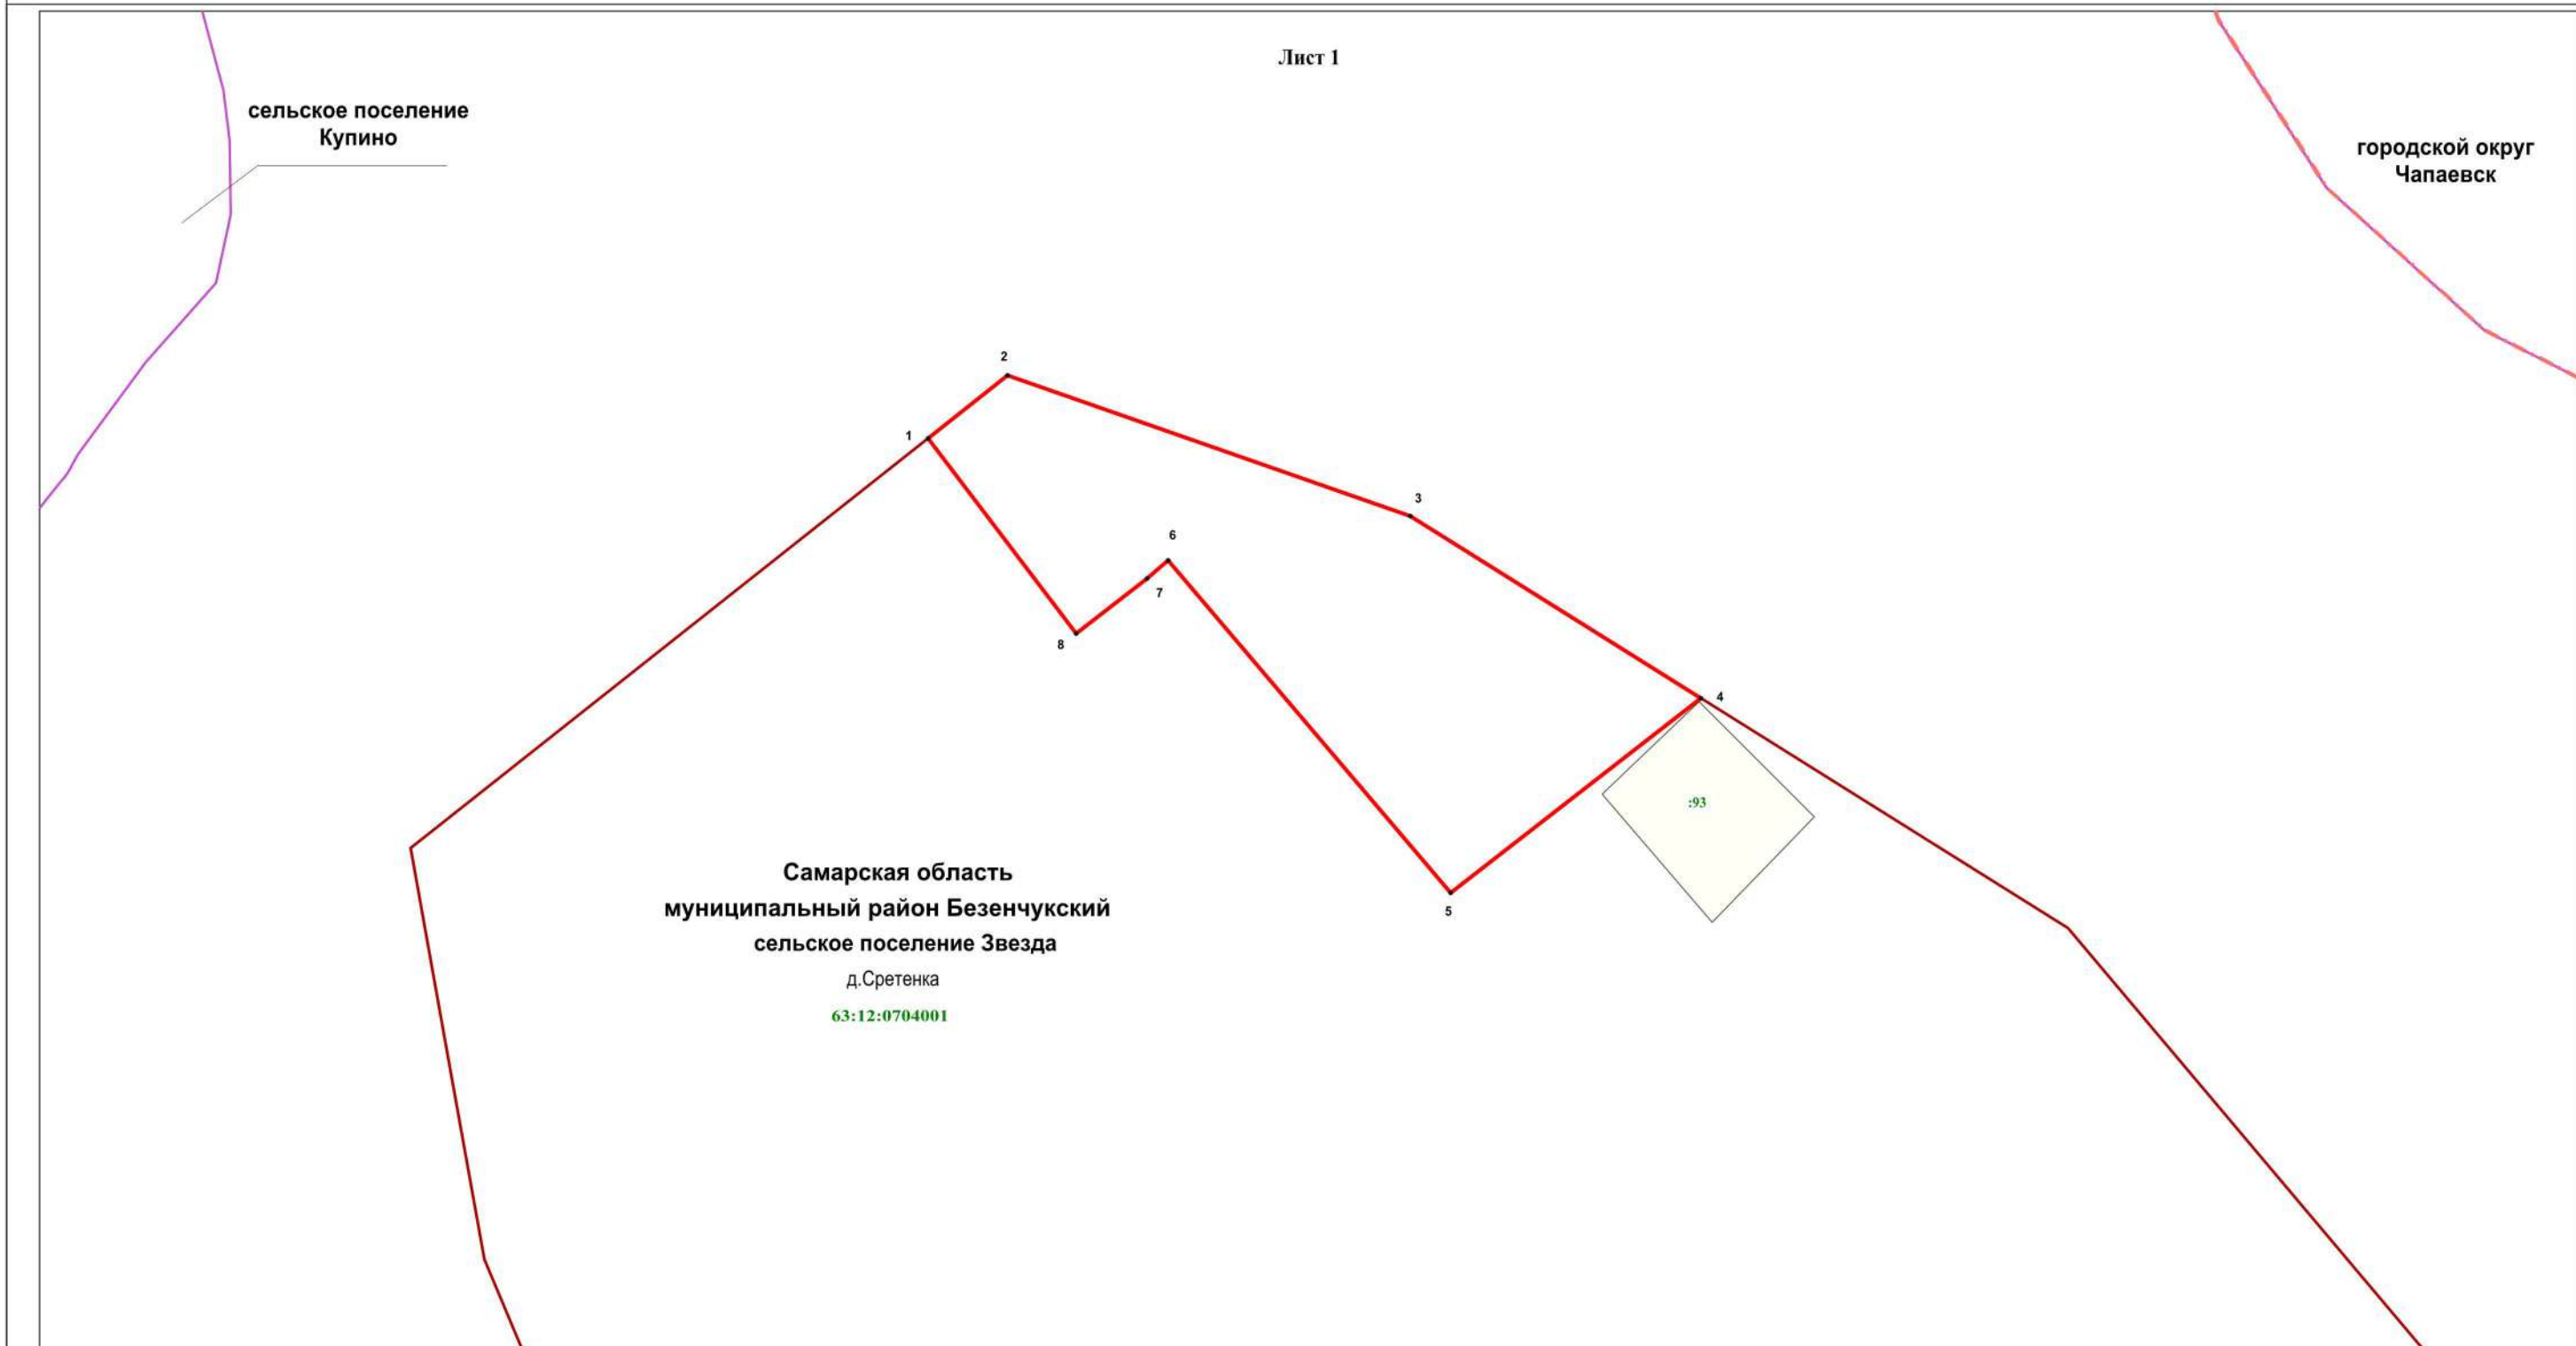 Лист 1
сельское поселение
Купино
городской округ
Чапаевск
2
1
3
6
7
8
4
:93
5
Самарская область
муниципальный район Безенчукский
сельское поселение Звезда
д.Сретенка
63:12:0704001